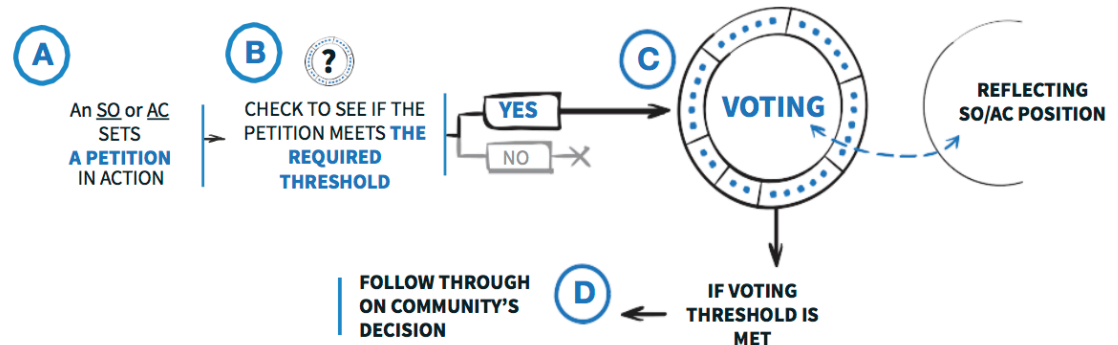 A
An SO or AC
SETS
A PETITION
IN ACTION
B
?
CHECK TO SEE IF THE
PETITION MEETS THE
REQUIRED
THRESHOLD
YES
NO
C
VOTING
REFLECTING
SO/AC POSITION
IF VOTING
THRESHOLD IS
MET
D
FOLLOW THROUGH
ON COMMUNITY'S
DECISION